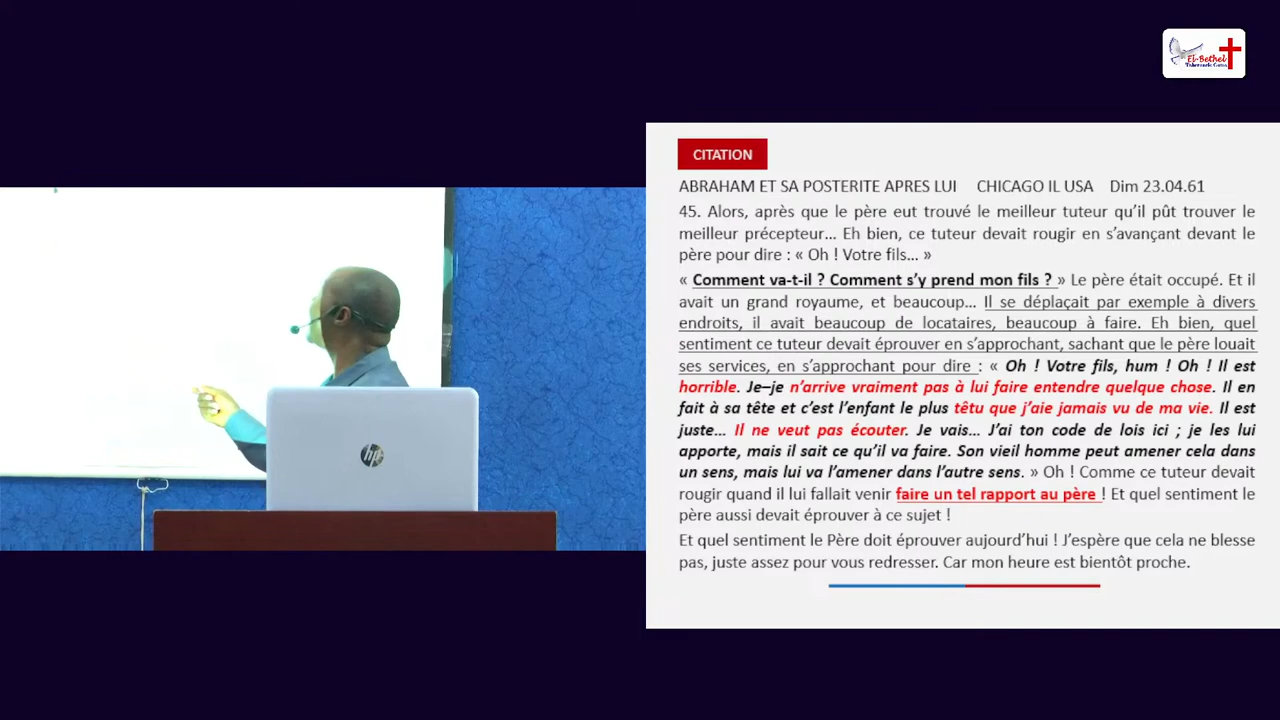 El-Bethel
Tabernacle Goma
CITATION
ABRAHAM ET SA POSTERITE APRES LUI CHICAGO IL USA Dim 23.04.61
45. Alors, après que le père eut trouvé le meilleur tuteur qu'il pût trouver le
meilleur précepteur… Eh bien, ce tuteur devait rougir en s'avançant devant le
père pour dire : « Oh ! Votre fils… »
« Comment va-t-il ? Comment s'y prend mon fils ? » Le père était occupé. Et il
avait un grand royaume, et beaucoup… Il se déplaçait par exemple à divers
endroits, il avait beaucoup de locataires, beaucoup à faire. Eh bien, quel
sentiment ce tuteur devait éprouver en s'approchant, sachant que le père louait
ses services, en s'approchant pour dire : « Oh ! Votre fils, hum ! Oh ! Il est
horrible. Je–je n'arrive vraiment pas à lui faire entendre quelque chose. Il en
fait à sa tête et c'est l'enfant le plus têtu que j'aie jamais vu de ma vie. Il est
juste… Il ne veut pas écouter. Je vais… J'ai ton code de lois ici ; je les lui
apporte, mais il sait ce qu'il va faire. Son vieil homme peut amener cela dans
un sens, mais lui va l'amener dans l'autre sens. » Oh ! Comme ce tuteur devait
rougir quand il lui fallait venir faire un tel rapport au père ! Et quel sentiment le
père aussi devait éprouver à ce sujet !
Et quel sentiment le Père doit éprouver aujourd'hui ! J'espère que cela ne blesse
pas, juste assez pour vous redresser. Car mon heure est bientôt proche.
hp